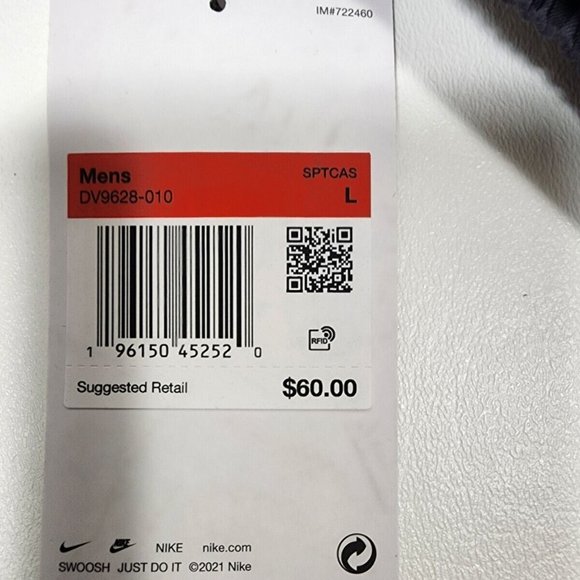 IM#722460
Mens SPTCAS
DV9628-010 L
1 96150 45252 0
RFID
Suggested Retail $60.00
NIKE NIKE nike.com
SWOOSH JUST DO IT ©2021 Nike